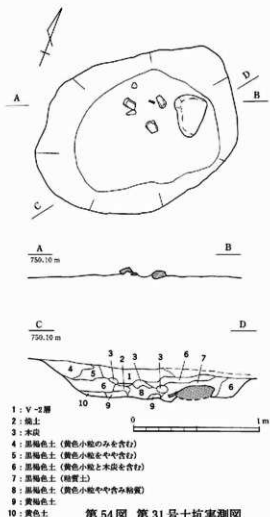 A
B
C
D
A
750.10 m
B
C
750.10 m
D
3 2 3 3 6 7
4 5 1
6 8 6
10 9 9
1：V-2層
2：焼土
3：木炭
4：黒褐色土（黄色小粒のみを含む）
5：黒褐色土（黄色小粒をやや含む）
6：黒褐色土（黄色小粒と木炭を含む）
7：黒褐色土（粘質土）
8：黒褐色土（黄色小粒やや含み粘質）
9：黄褐色土
10：黄色土
0 1 m
第54図 第31号土坑実測図